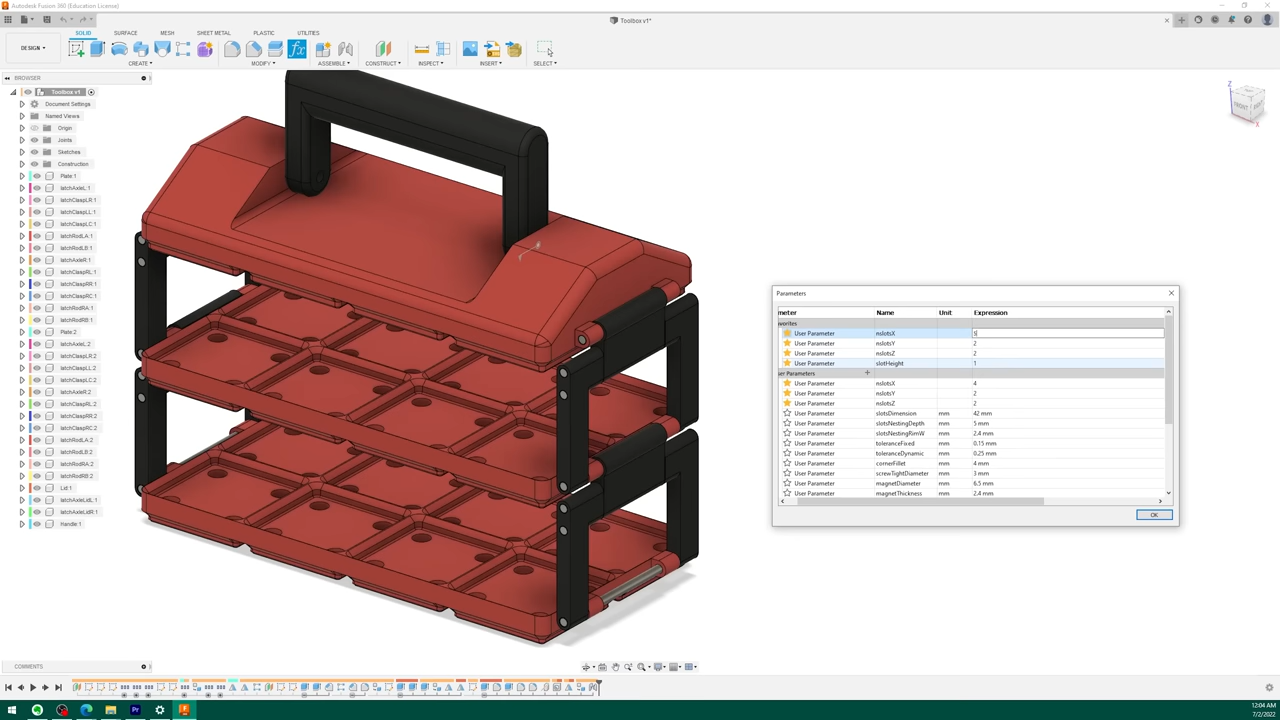 Autodesk Fusion 360 (Education License)
Toolbox v1*
SOLID SURFACE MESH SHEET METAL PLASTIC UTILITIES
DESIGN
CREATE MODIFY ASSEMBLE CONSTRUCT INSPECT INSERT SELECT
BROWSER
Toolbox v1
Document Settings
Named Views
Origin
Joints
Sketches
Construction
Plate:1
latchAxleL:1
latchClaspLR:1
latchClaspLL:1
latchClaspLC:1
latchRodLA:1
latchRodLB:1
latchAxleR:1
latchClaspRL:1
latchClaspRR:1
latchClaspRC:1
latchRodRA:1
latchRodRB:1
Plate:2
latchAxleL:2
latchClaspLR:2
latchClaspLL:2
latchClaspLC:2
latchAxleR:2
latchClaspRL:2
latchClaspRR:2
latchClaspRC:2
latchRodLA:2
latchRodLB:2
latchRodRA:2
latchRodRB:2
Lid:1
latchAxleLidL:1
latchAxleLidR:1
Handle:1
Z
FRONT
X
Parameters
meter Name Unit Expression
vorites
User Parameter nslotsX 5
User Parameter nslotsY 2
User Parameter nslotsZ 2
User Parameter slotHeight 1
ser Parameters
User Parameter nslotsX 4
User Parameter nslotsY 2
User Parameter nslotsZ 2
User Parameter slotsDimension mm 42 mm
User Parameter slotsNestingDepth mm 5 mm
User Parameter slotsNestingRimW mm 2.4 mm
User Parameter toleranceFixed mm 0.15 mm
User Parameter toleranceDynamic mm 0.25 mm
User Parameter cornerFillet mm 4 mm
User Parameter screwTightDiameter mm 3 mm
User Parameter magnetDiameter mm 6.5 mm
User Parameter magnetThickness mm 2.4 mm
OK
COMMENTS
12:04 AM
7/2/2022